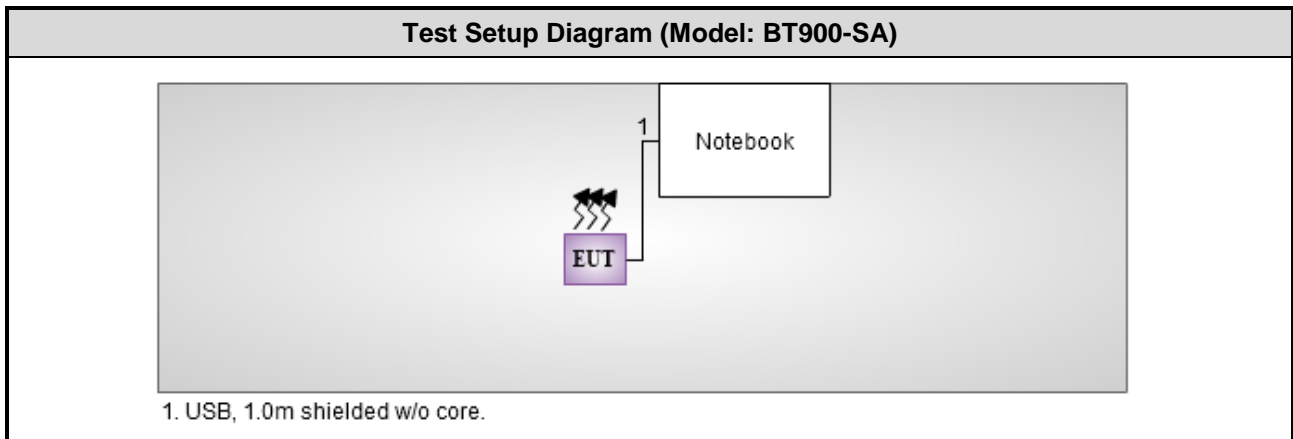 Test Setup Diagram (Model: BT900-SA)
1
Notebook
EUT
1. USB, 1.0m shielded w/o core.